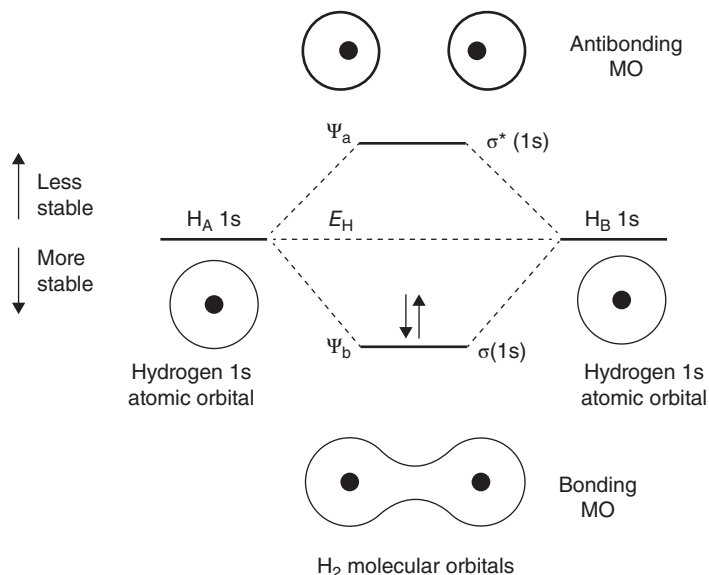 Antibonding
MO
Ψa
σ* (1s)
Less
stable
HA 1s
EH
HB 1s
More
stable
Ψb
σ(1s)
Hydrogen 1s
atomic orbital
Hydrogen 1s
atomic orbital
Bonding
MO
H2 molecular orbitals